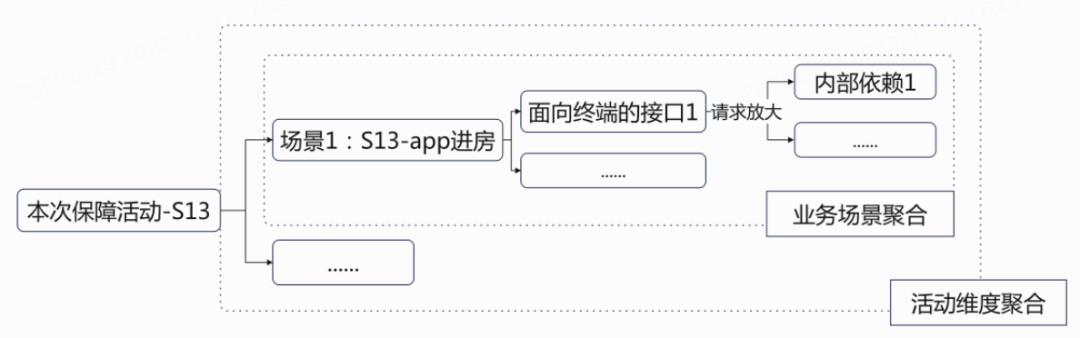 内部依赖1
面向终端的接口1
请求放大
场景1：S13-app进房
......
......
本次保障活动-S13
业务场景聚合
......
活动维度聚合